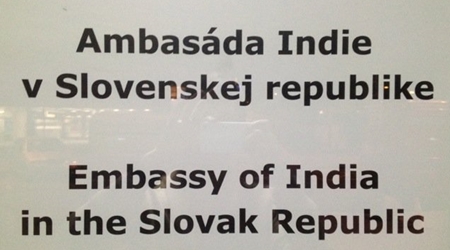 Ambasáda Indie
v Slovenskej republike
Embassy of India
in the Slovak Republic